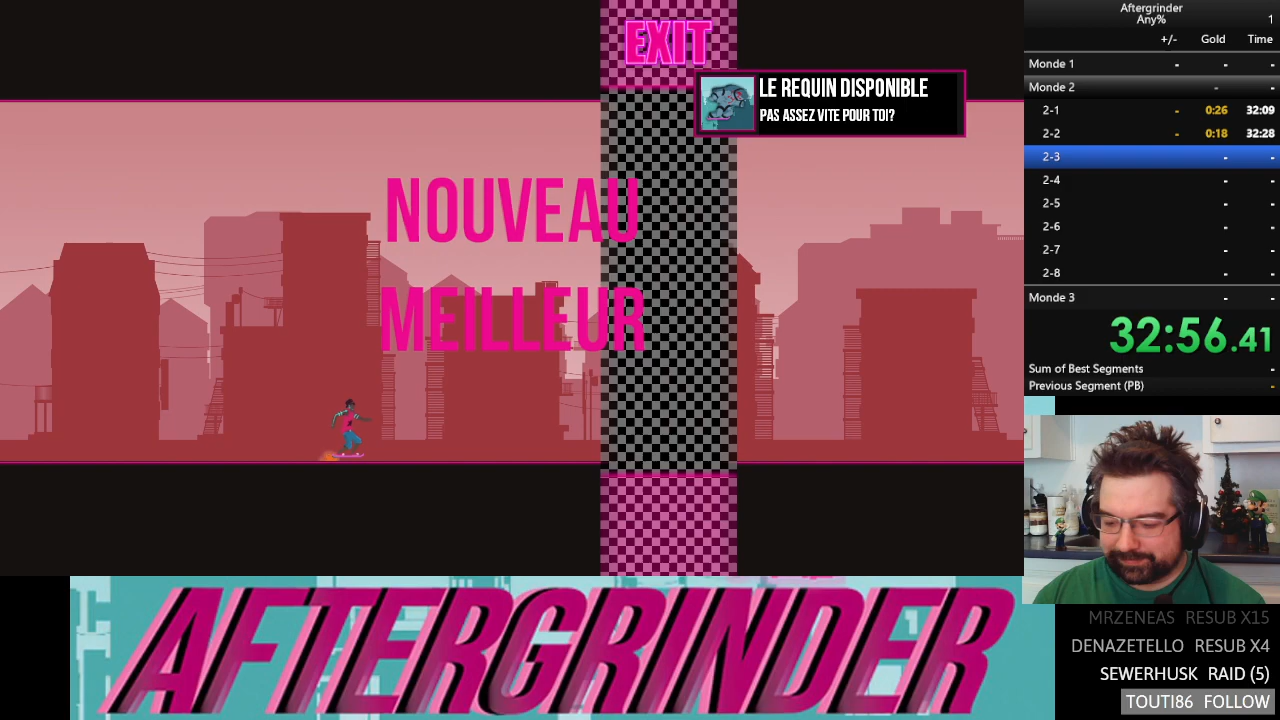 EXIT
LE REQUIN DISPONIBLE
PAS ASSEZ VITE POUR TOI?
NOUVEAU
MEILLEUR
AFTERGRINDER
Aftergrinder
Any% 1
+/- Gold Time
Monde 1 - - -
Monde 2 - -
2-1 - 0:26 32:09
2-2 - 0:18 32:28
2-3 - -
2-4 - -
2-5 - -
2-6 - -
2-7 - -
2-8 - -
Monde 3 - -
32:56.41
Sum of Best Segments -
Previous Segment (PB) -
MRZENEAS RESUB X15
DENAZETELLO RESUB X4
SEWERHUSK RAID (5)
TOUTI86 FOLLOW